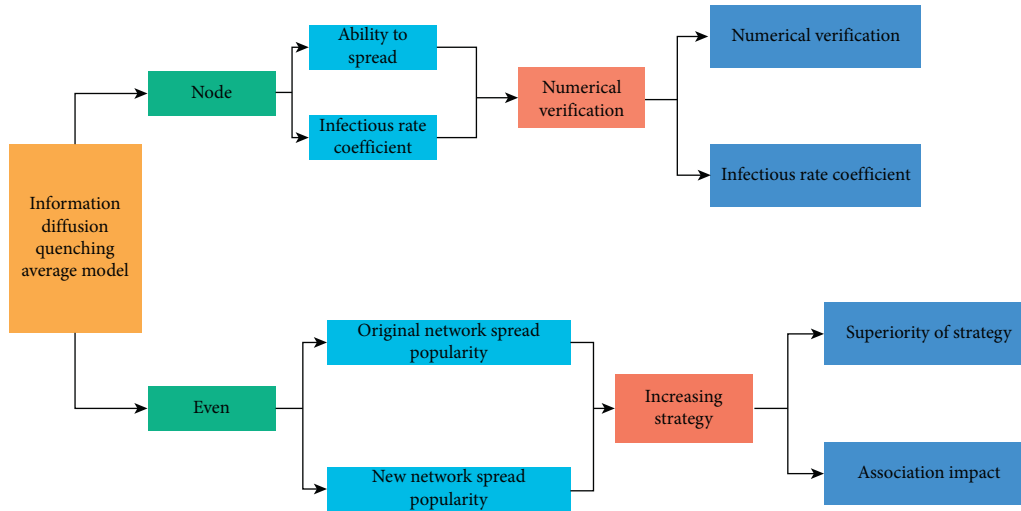 Information
diffusion
quenching
average model
Node
Ability to
spread
Infectious rate
coefficient
Numerical
verification
Numerical verification
Infectious rate coefficient
Even
Original network spread
popularity
New network spread
popularity
Increasing
strategy
Superiority of strategy
Association impact